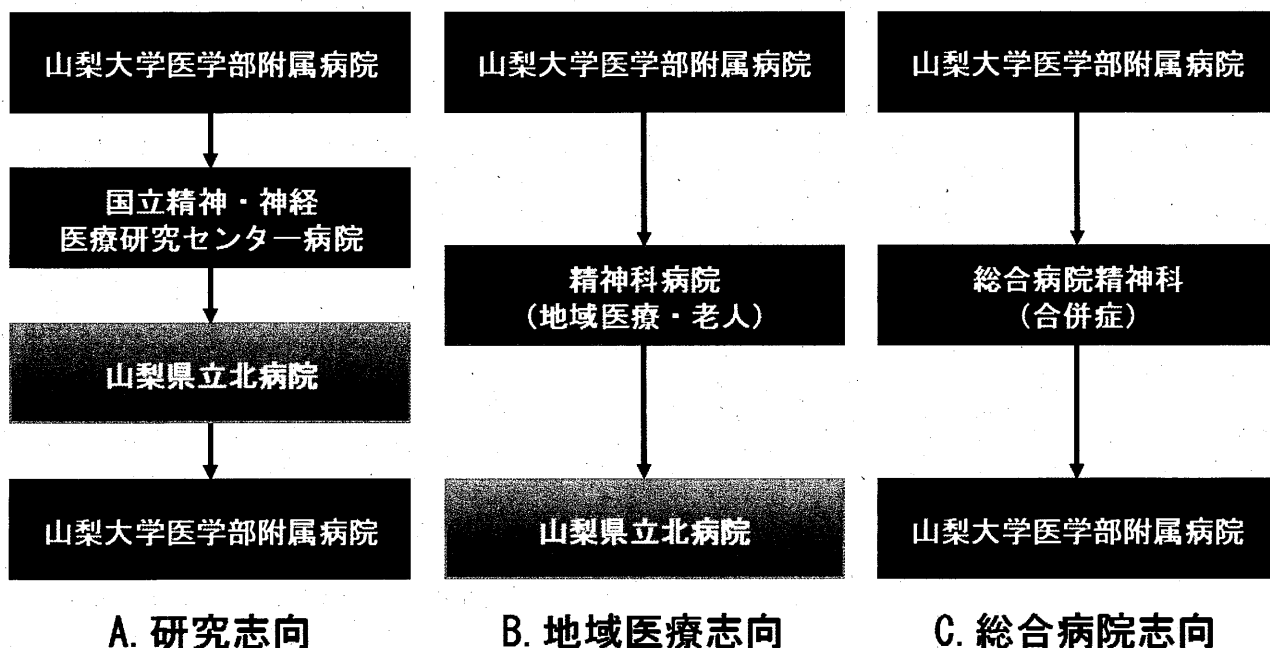 山梨大学医学部附属病院
国立精神・神経
医療研究センター病院
山梨県立北病院
山梨大学医学部附属病院
A. 研究志向
山梨大学医学部附属病院
精神科病院
(地域医療・老人)
山梨県立北病院
B. 地域医療志向
山梨大学医学部附属病院
総合病院精神科
(合併症)
山梨大学医学部附属病院
C. 総合病院志向